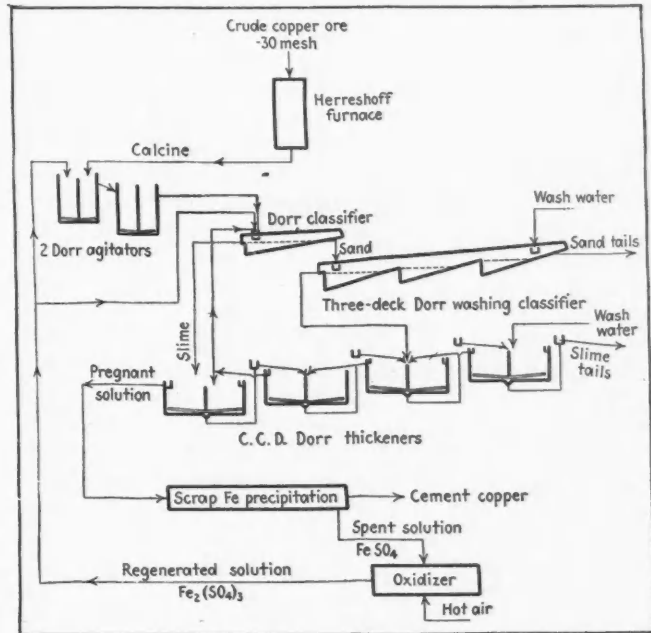 Crude copper ore
-30 mesh
Herreshoff
furnace
Calcine
2 Dorr agitators
Dorr classifier
Wash water
Sand
Sand tails
Three-deck Dorr washing classifier
Slime
Wash
water
Slime
tails
Pregnant
solution
C.C.D. Dorr thickeners
Scrap Fe precipitation
Cement copper
Spent solution
FeSO4
Regenerated solution
Fe2(SO4)3
Oxidizer
Hot air